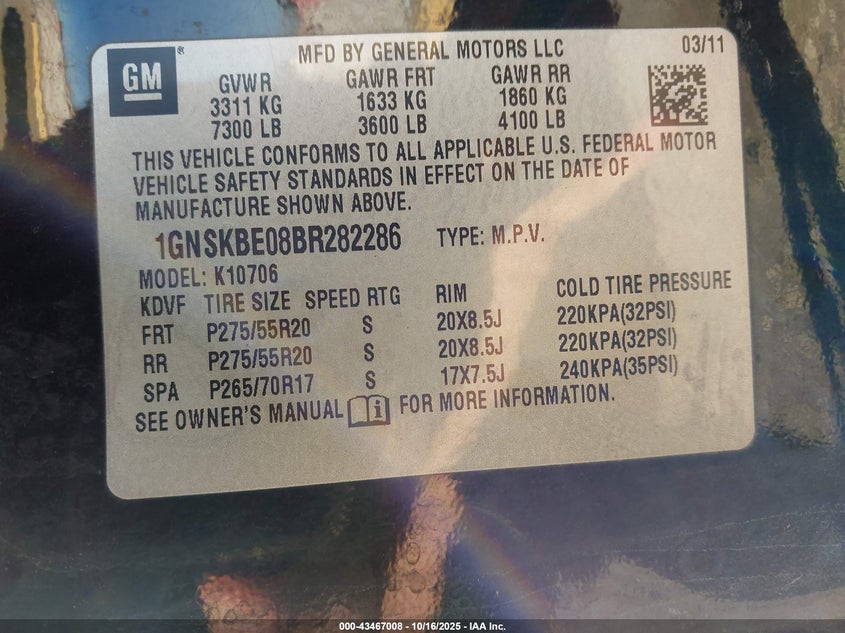 GM ® MFD BY GENERAL MOTORS LLC 03/11
GVWR GAWR FRT GAWR RR
3311 KG 1633 KG 1860 KG
7300 LB 3600 LB 4100 LB
THIS VEHICLE CONFORMS TO ALL APPLICABLE U.S. FEDERAL MOTOR
VEHICLE SAFETY STANDARDS IN EFFECT ON THE DATE OF
MANUFACTURE SHOWN ABOVE.
1GNSKBE08BR282286 TYPE: M.P.V.
MODEL: K10706
KDVF TIRE SIZE SPEED RTG RIM COLD TIRE PRESSURE
FRT P275/55R20 S 20X8.5J 220KPA(32PSI)
RR P275/55R20 S 20X8.5J 220KPA(32PSI)
SPA P265/70R17 S 17X7.5J 240KPA(35PSI)
SEE OWNER'S MANUAL FOR MORE INFORMATION.
000-43467008 - 10/16/2025 - IAA Inc.